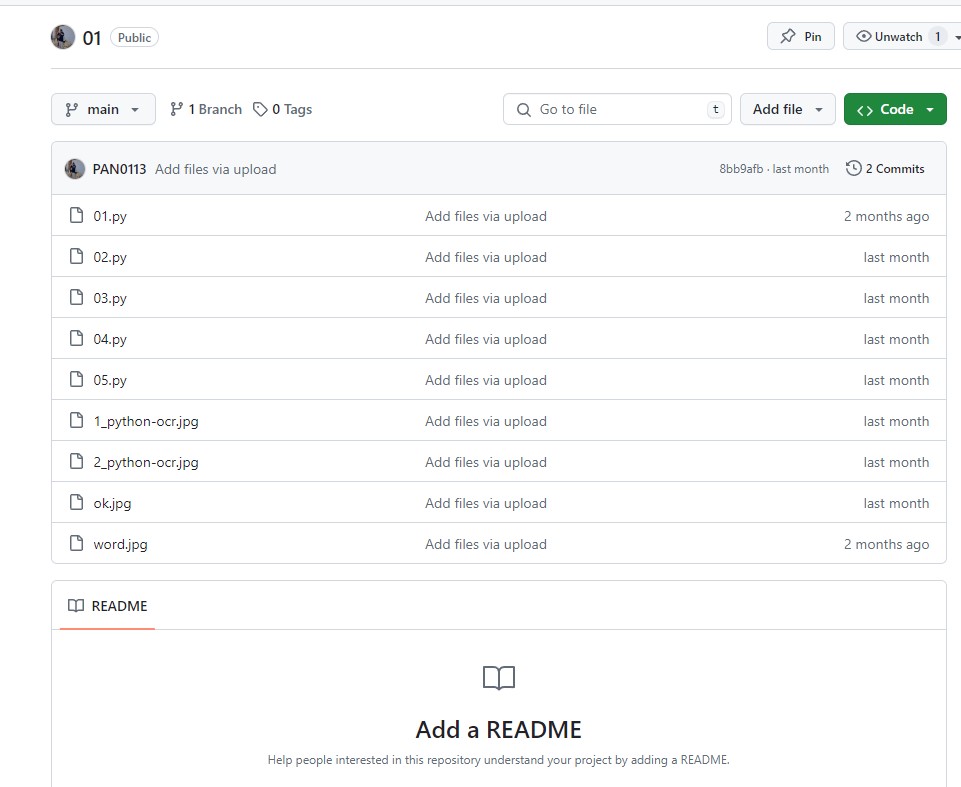 01 Public Pin Unwatch 1
main 1 Branch 0 Tags Go to file t Add file Code
PAN0113 Add files via upload 8bb9afb · last month 2 Commits
01.py Add files via upload 2 months ago
02.py Add files via upload last month
03.py Add files via upload last month
04.py Add files via upload last month
05.py Add files via upload last month
1_python-ocr.jpg Add files via upload last month
2_python-ocr.jpg Add files via upload last month
ok.jpg Add files via upload last month
word.jpg Add files via upload 2 months ago
README
Add a README
Help people interested in this repository understand your project by adding a README.